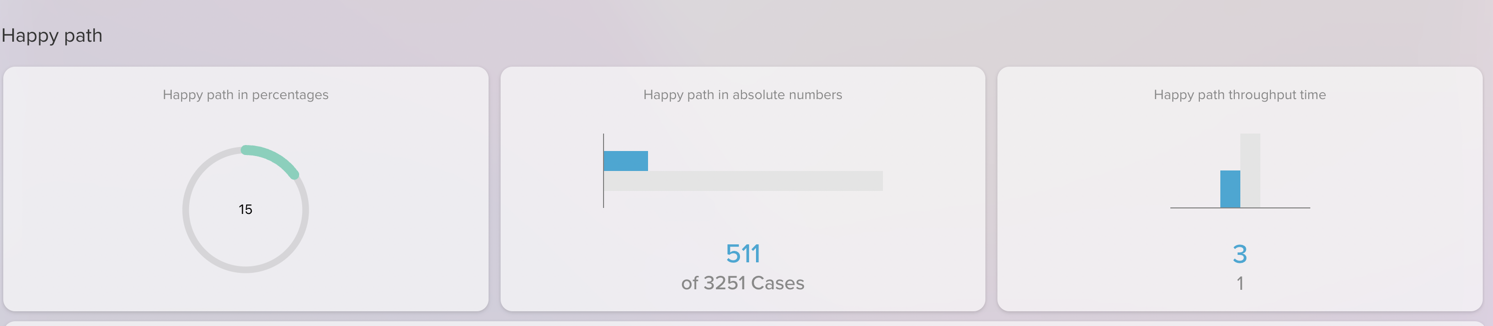 Happy path
Happy path in percentages
15
Happy path in absolute numbers
511
of 3251 Cases
Happy path throughput time
3
1